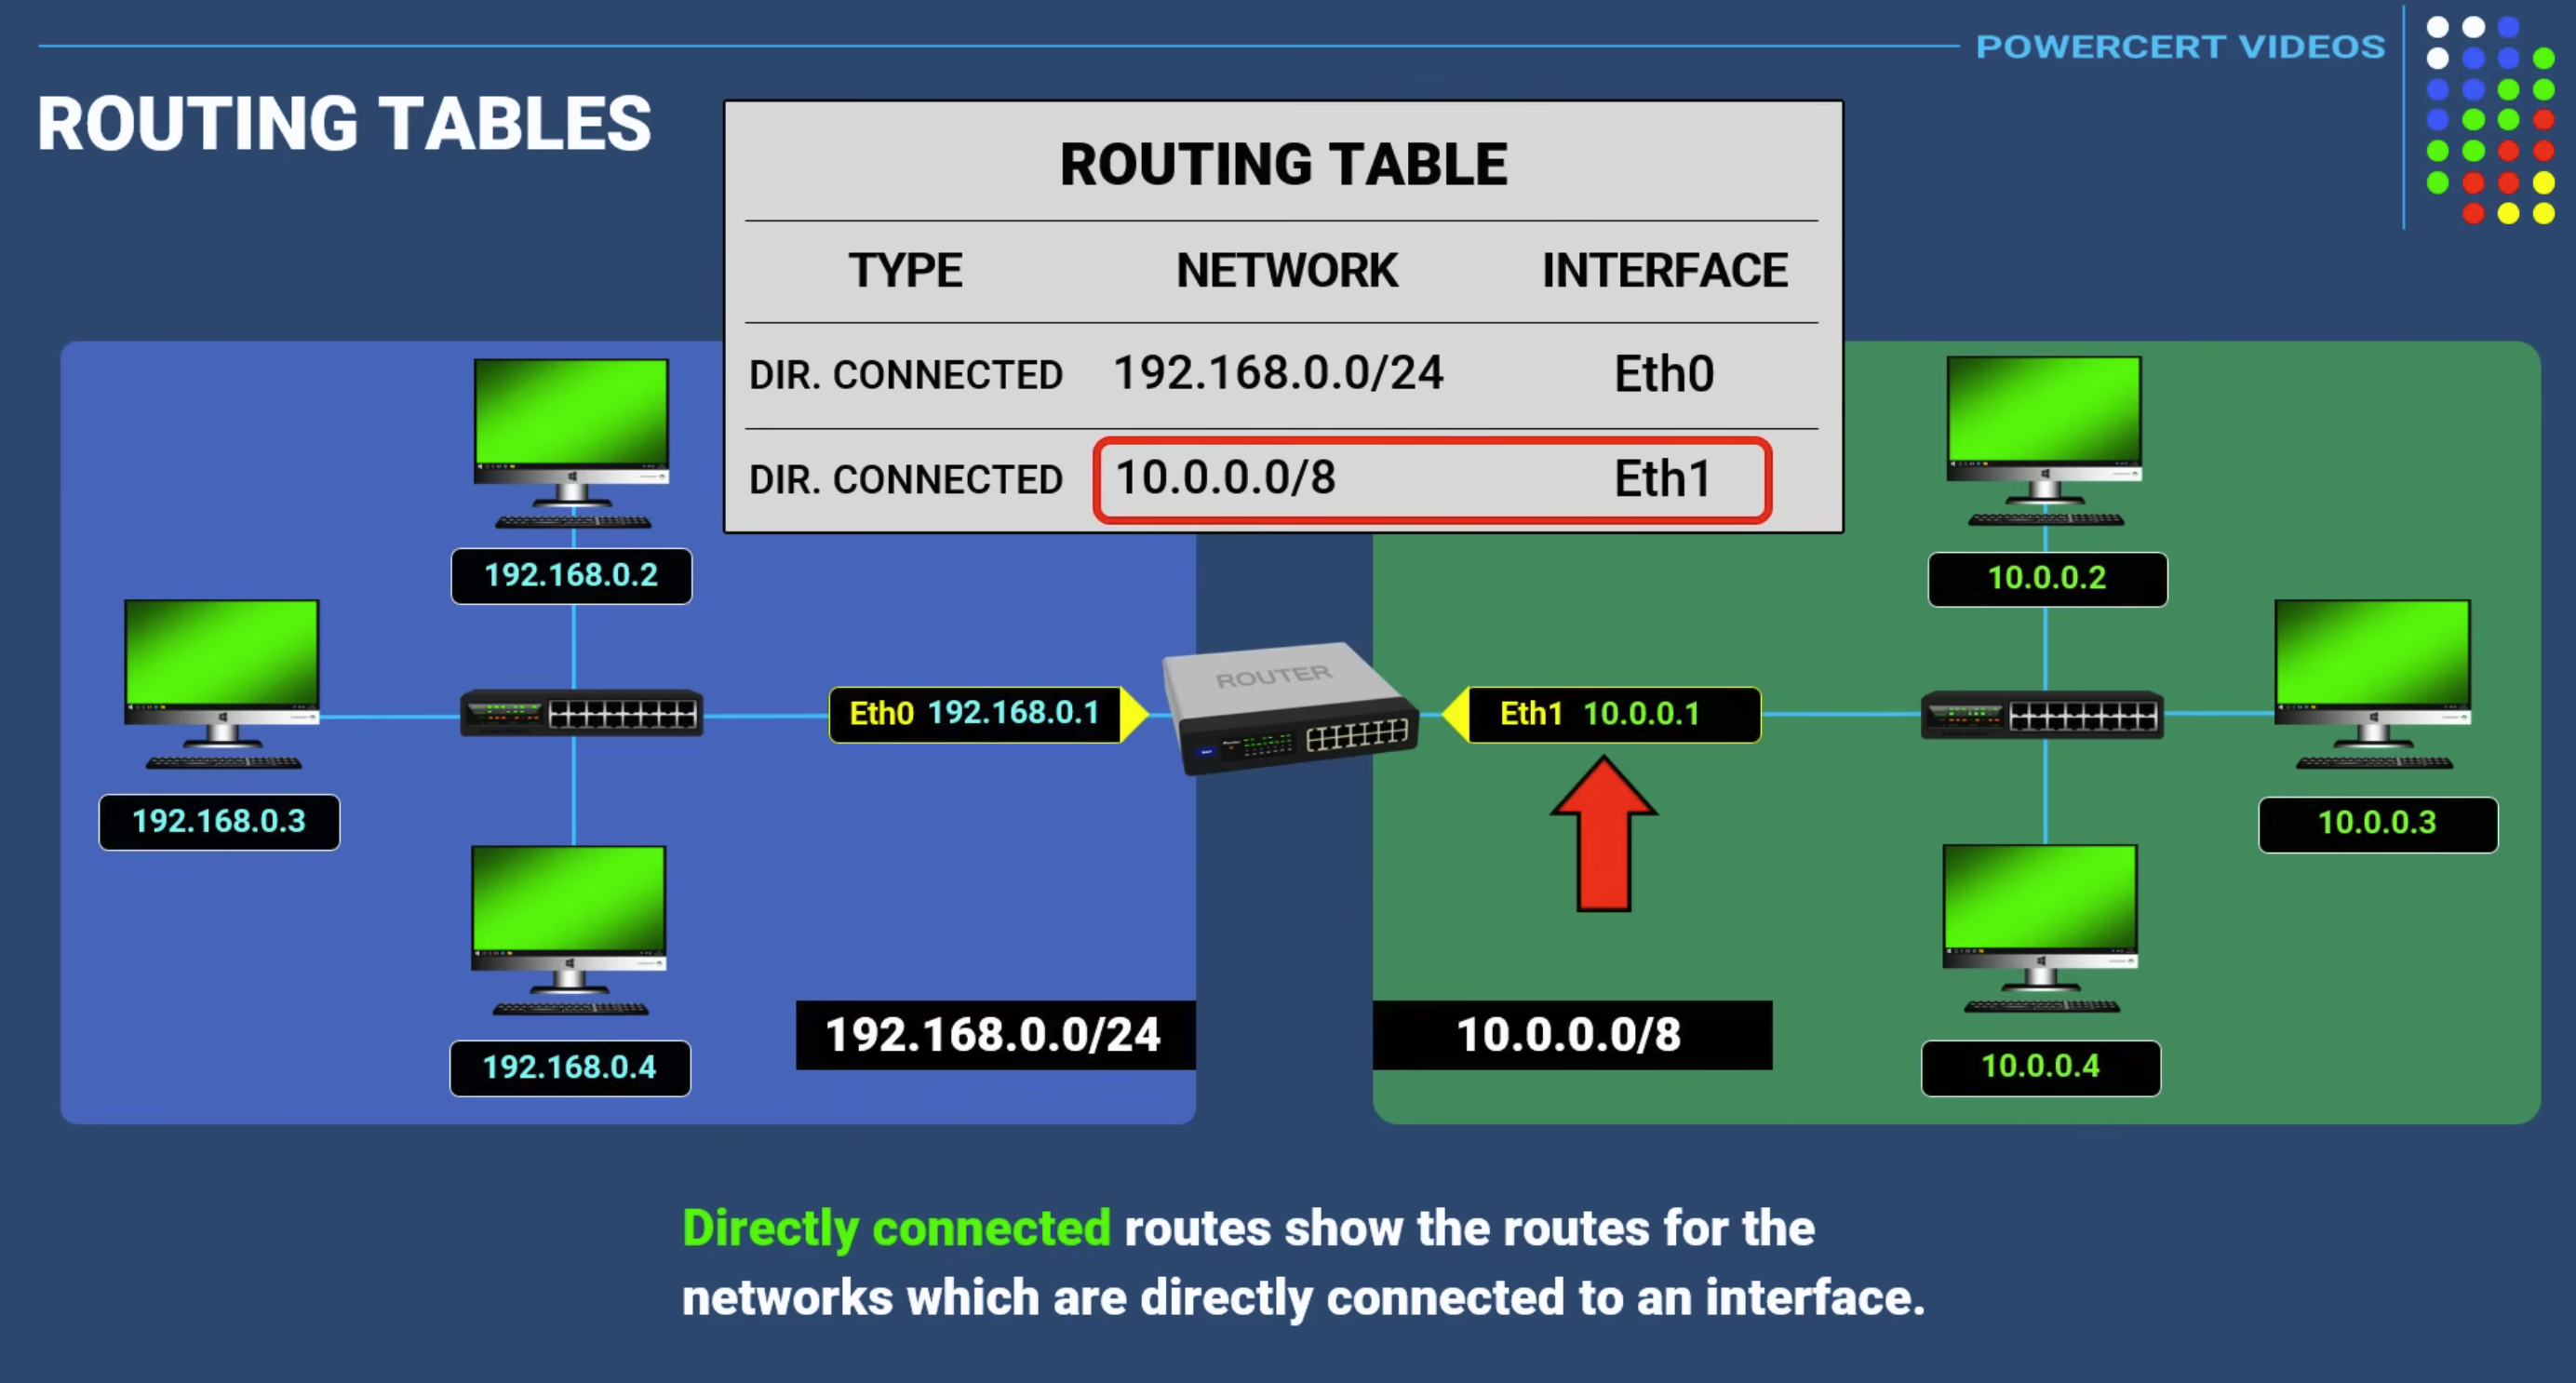 POWERCERT VIDEOS
ROUTING TABLES
ROUTING TABLE
TYPE NETWORK INTERFACE
DIR. CONNECTED 192.168.0.0/24 Eth0
DIR. CONNECTED 10.0.0.0/8 Eth1
192.168.0.2
192.168.0.3
192.168.0.4
Eth0 192.168.0.1
192.168.0.0/24
ROUTER
Eth1 10.0.0.1
10.0.0.0/8
10.0.0.2
10.0.0.3
10.0.0.4
Directly connected routes show the routes for the
networks which are directly connected to an interface.